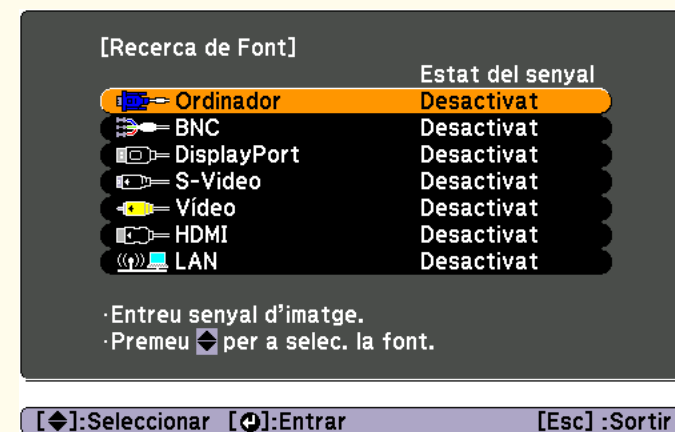 [Recerca de Font]
Estat del senyal
Ordinador Desactivat
BNC Desactivat
DisplayPort Desactivat
S-Video Desactivat
Vídeo Desactivat
HDMI Desactivat
LAN Desactivat
·Entreu senyal d'imatge.
·Premeu per a selec. la font.
[]:Seleccionar []:Entrar [Esc] :Sortir